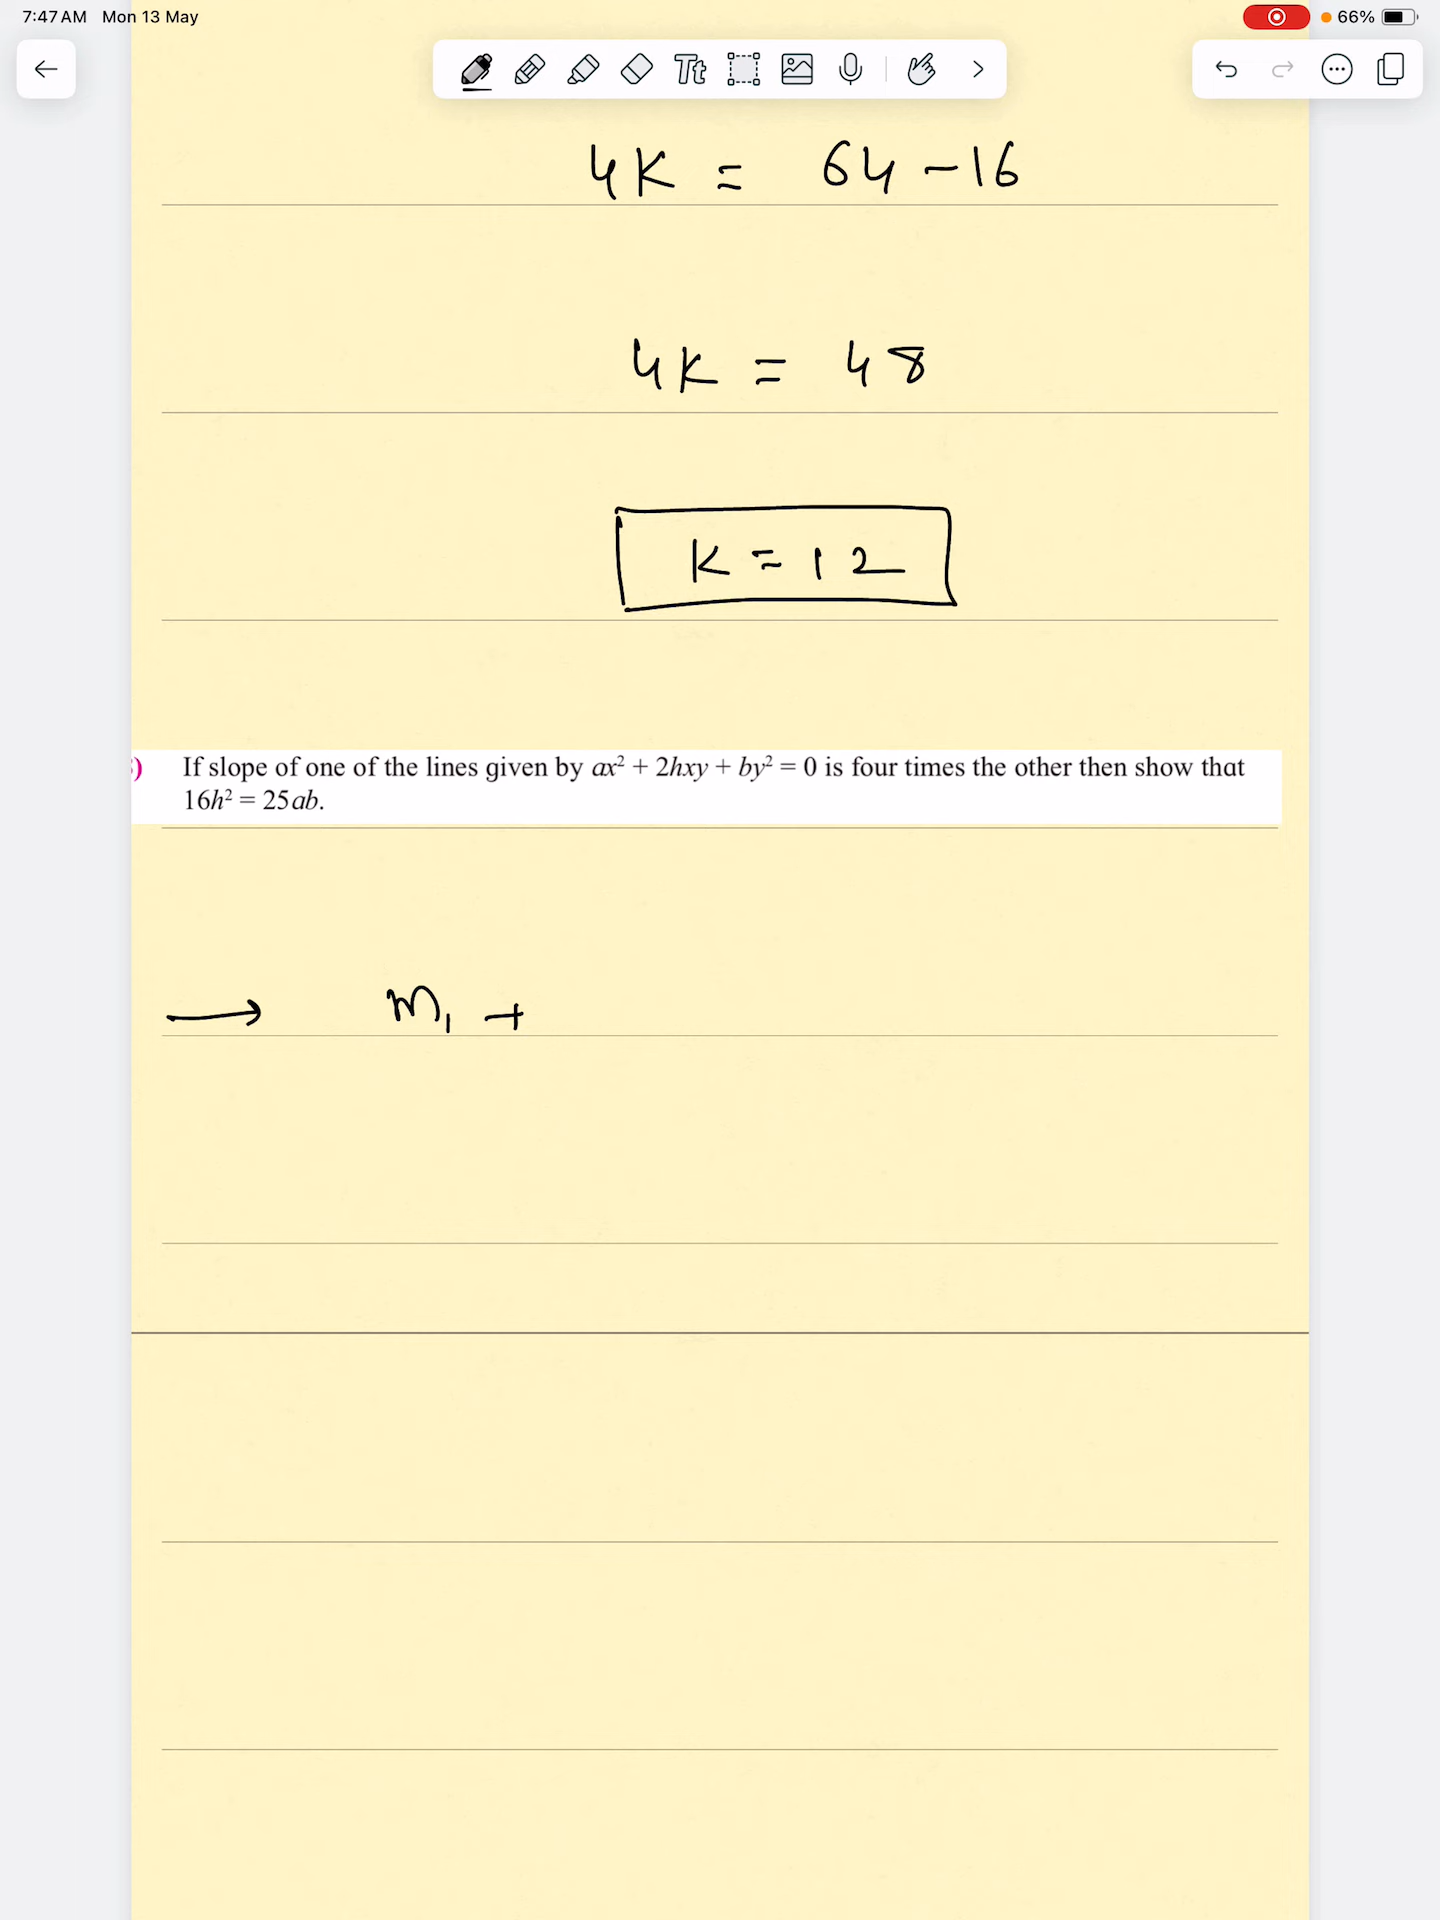 7:47 AM Mon 13 May
66%
Tt
4K = 64 - 16
4K = 48
K = 12
) If slope of one of the lines given by ax² + 2hxy + by² = 0 is four times the other then show that
16h² = 25ab.
→ m₁ +